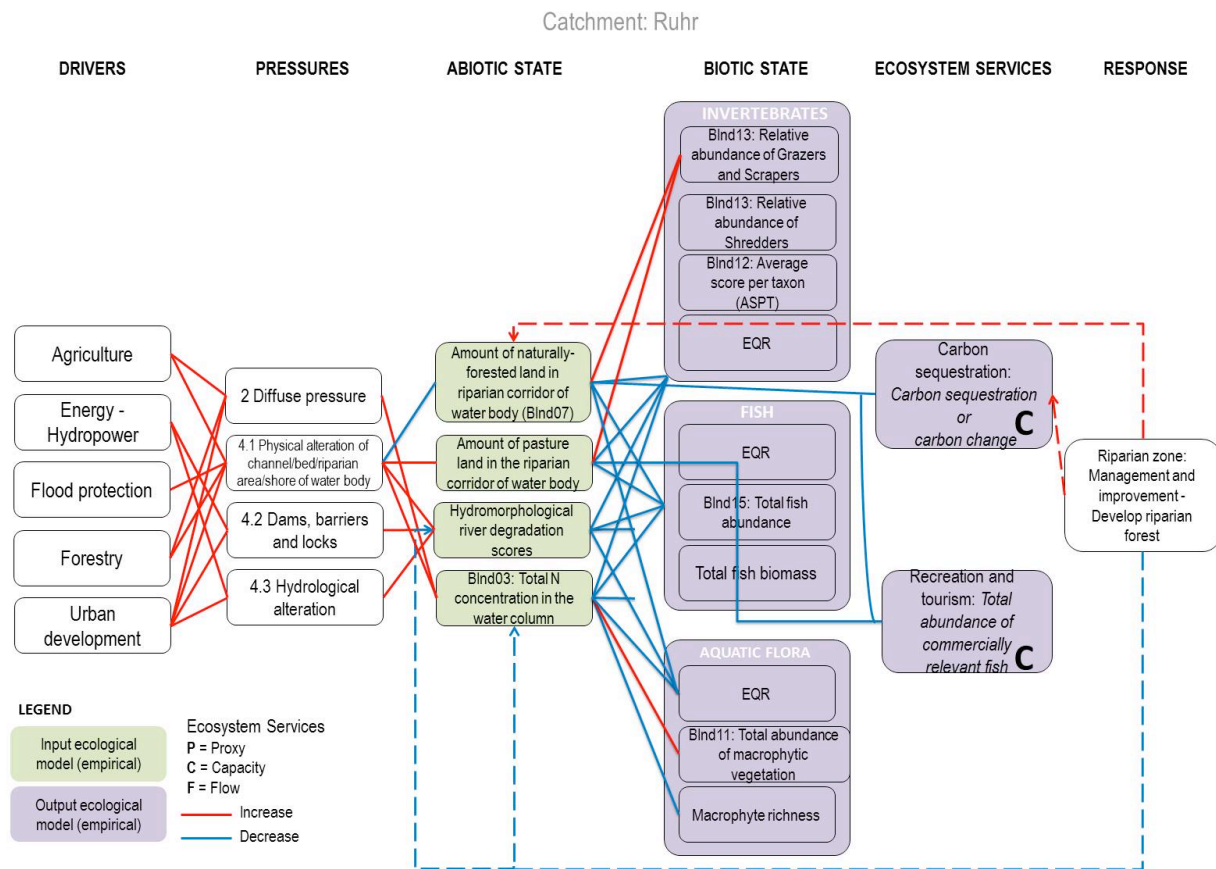 Catchment: Ruhr
DRIVERS
PRESSURES
ABIOTIC STATE
BIOTIC STATE
ECOSYSTEM SERVICES
RESPONSE
Agriculture
Energy -
Hydropower
Flood protection
Forestry
Urban
development
2 Diffuse pressure
4.1 Physical alteration of
channel/bed/riparian
area/shore of water body
4.2 Dams, barriers
and locks
4.3 Hydrological
alteration
Amount of naturally-
forested land in
riparian corridor of
water body (BInd07)
Amount of pasture
land in the riparian
corridor of water body
Hydromorphological
river degradation
scores
BInd03: Total N
concentration in the
water column
INVERTEBRATES
BInd13: Relative
abundance of Grazers
and Scrapers
BInd13: Relative
abundance of
Shredders
BInd12: Average
score per taxon
(ASPT)
EQR
FISH
EQR
BInd15: Total fish
abundance
Total fish biomass
AQUATIC FLORA
EQR
BInd11: Total abundance
of macrophytic
vegetation
Macrophyte richness
Carbon
sequestration:
Carbon sequestration
or
carbon change
C
Recreation and
tourism: Total
abundance of
commercially
relevant fish
C
Riparian zone:
Management and
improvement -
Develop riparian
forest
LEGEND
Input ecological
model (empirical)
Output ecological
model (empirical)
Ecosystem Services
P = Proxy
C = Capacity
F = Flow
Increase
Decrease